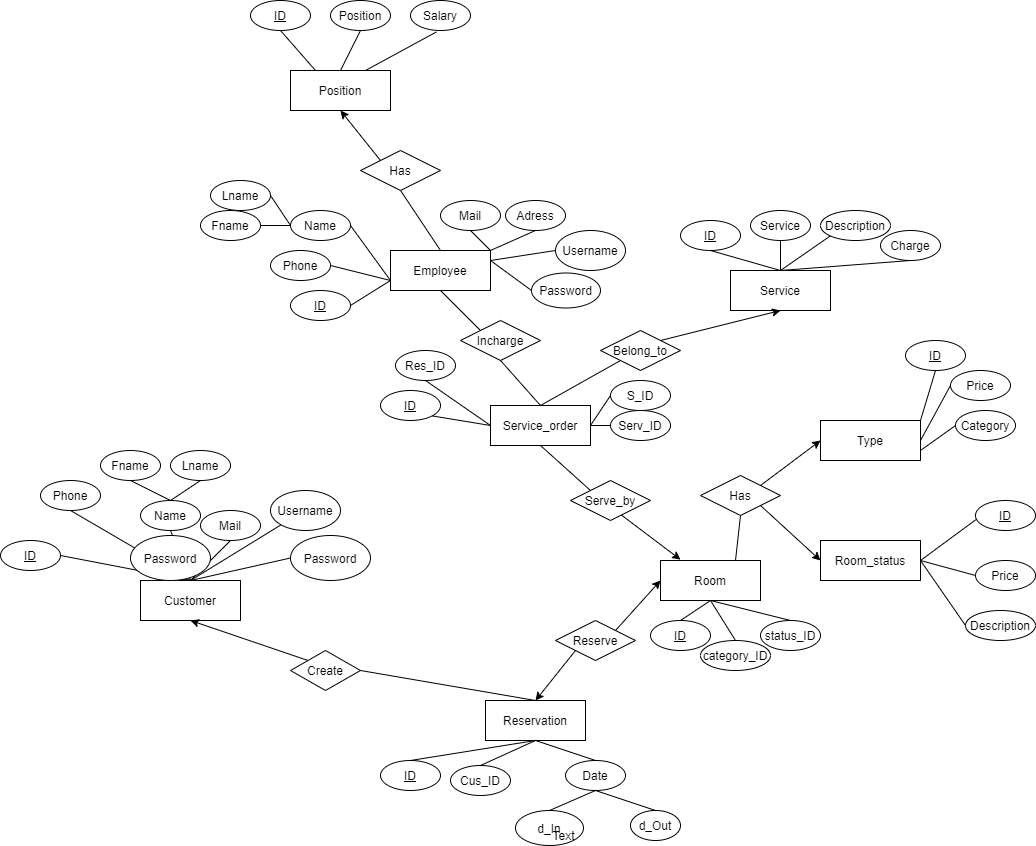 ID
Position
Salary
Position
Has
Lname
Fname
Name
Phone
ID
Mail
Adress
Username
Password
Employee
ID
Service
Description
Charge
Service
Incharge
Belong_to
Res_ID
ID
S_ID
Serv_ID
Service_order
ID
Price
Category
Type
Has
Serve_by
Fname
Lname
Phone
Name
Mail
Username
ID
Password
Password
Customer
ID
Price
Description
Room_status
Room
ID
category_ID
status_ID
Reserve
Create
Reservation
ID
Cus_ID
Date
d_In
Text
d_Out